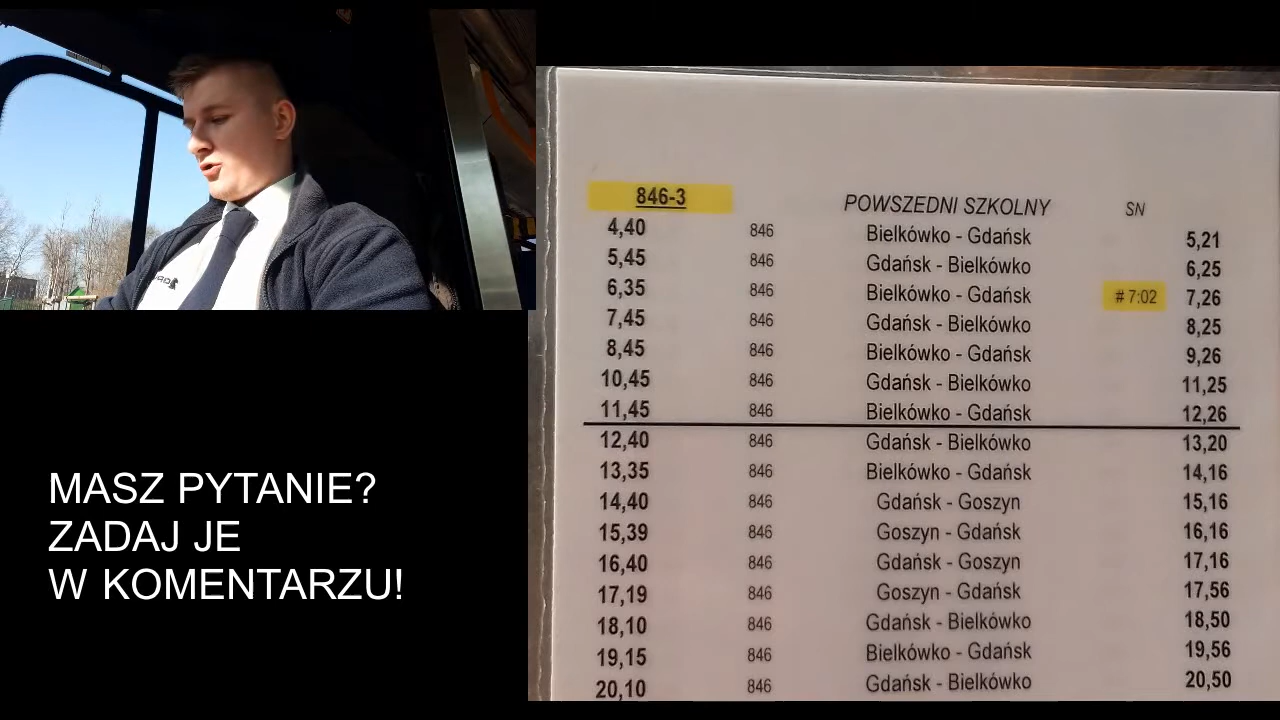 MASZ PYTANIE?
ZADAJ JE
W KOMENTARZU!
846-3 POWSZEDNI SZKOLNY SN
4,40 846 Bielkówko - Gdańsk 5,21
5,45 846 Gdańsk - Bielkówko 6,25
6,35 846 Bielkówko - Gdańsk # 7:02 7,26
7,45 846 Gdańsk - Bielkówko 8,25
8,45 846 Bielkówko - Gdańsk 9,26
10,45 846 Gdańsk - Bielkówko 11,25
11,45 846 Bielkówko - Gdańsk 12,26
12,40 846 Gdańsk - Bielkówko 13,20
13,35 846 Bielkówko - Gdańsk 14,16
14,40 846 Gdańsk - Goszyn 15,16
15,39 846 Goszyn - Gdańsk 16,16
16,40 846 Gdańsk - Goszyn 17,16
17,19 846 Goszyn - Gdańsk 17,56
18,10 846 Gdańsk - Bielkówko 18,50
19,15 846 Bielkówko - Gdańsk 19,56
20,10 846 Gdańsk - Bielkówko 20,50